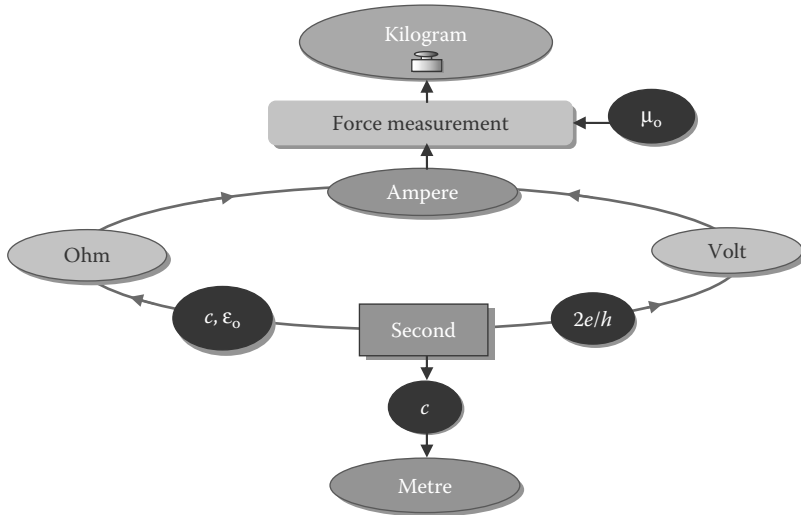 Kilogram
Force measurement
μₒ
Ampere
Ohm
Volt
c, εₒ
Second
2e/h
c
Metre